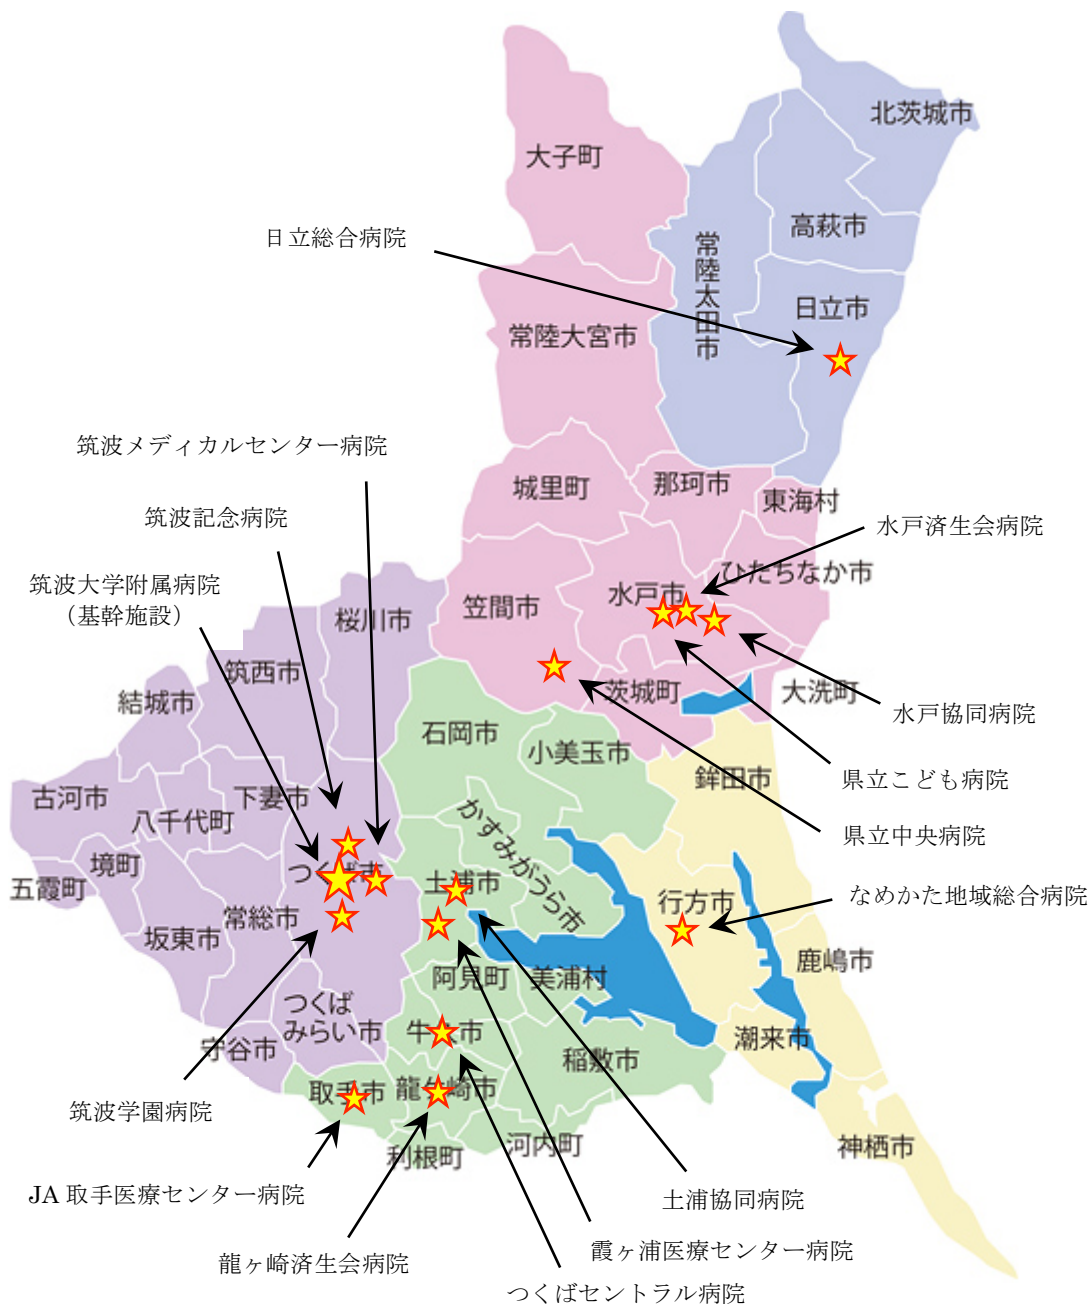 北茨城市
大子町
高萩市
日立総合病院
常陸太田市
日立市
常陸大宮市
筑波メディカルセンター病院
城里町
那珂市
東海村
筑波記念病院
水戸済生会病院
ひたちなか市
筑波大学附属病院
（基幹施設）
水戸市
笠間市
桜川市
筑西市
結城市
茨城町
大洗町
水戸協同病院
石岡市
小美玉市
鉾田市
県立こども病院
古河市
下妻市
八千代町
かすみがうら市
県立中央病院
境町
五霞町
つくば市
土浦市
行方市
なめかた地域総合病院
常総市
坂東市
鹿嶋市
阿見町
美浦村
つくば
みらい市
守谷市
牛久市
潮来市
稲敷市
取手市
龍ヶ崎市
筑波学園病院
利根町
河内町
神栖市
JA 取手医療センター病院
土浦協同病院
霞ヶ浦医療センター病院
龍ヶ崎済生会病院
つくばセントラル病院